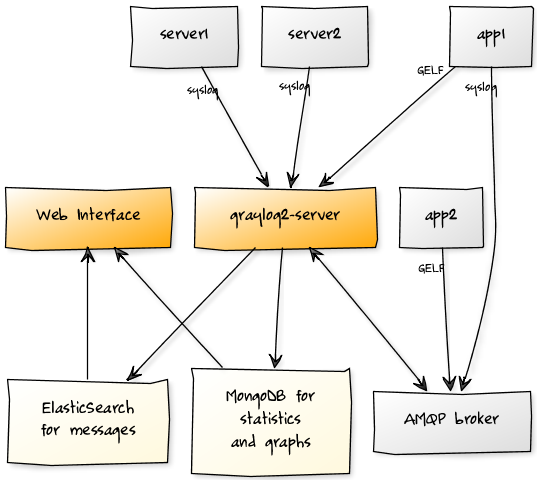 server1
server2
app1
GELF
syslog
syslog
syslog
Web Interface
graylog2-server
app2
GELF
ElasticSearch
for messages
MongoDB for
statistics
and graphs
AMQP broker